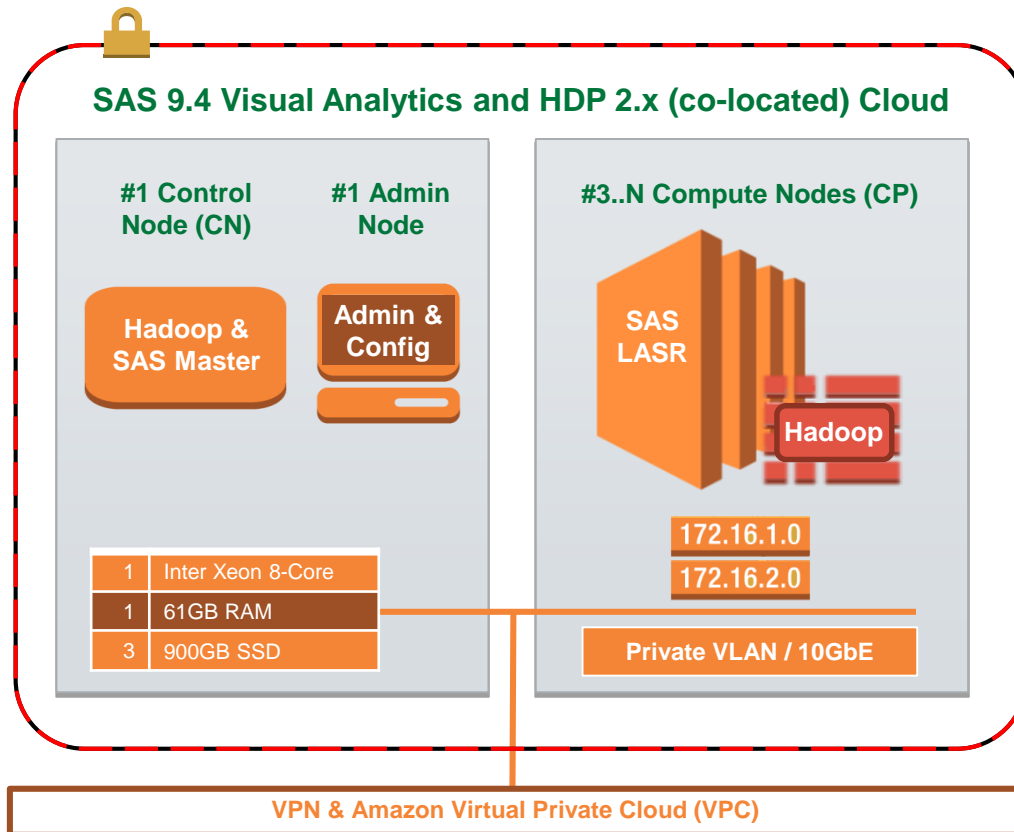 SAS 9.4 Visual Analytics and HDP 2.x (co-located) Cloud
#1 Control
Node (CN)
#1 Admin
Node
Hadoop &
SAS Master
Admin &
Config
1 Inter Xeon 8-Core
1 61GB RAM
3 900GB SSD
#3..N Compute Nodes (CP)
SAS
LASR
Hadoop
172.16.1.0
172.16.2.0
Private VLAN / 10GbE
VPN & Amazon Virtual Private Cloud (VPC)